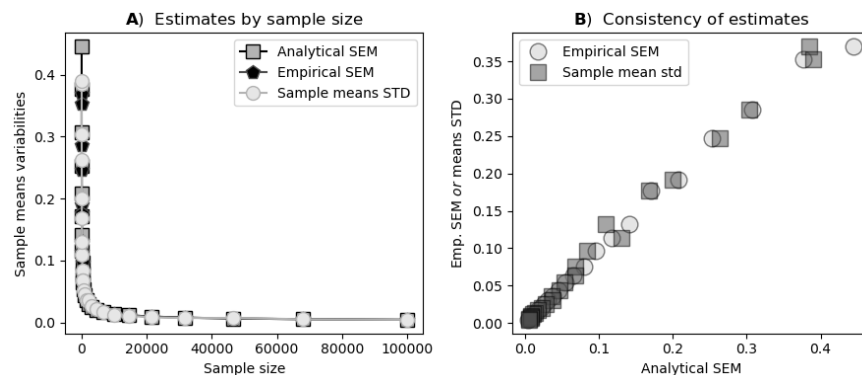 A) Estimates by sample size
Sample means variabilities
0.4
0.3
0.2
0.1
0.0
Analytical SEM
Empirical SEM
Sample means STD
0 20000 40000 60000 80000 100000
Sample size
B) Consistency of estimates
Emp. SEM or means STD
0.35
0.30
0.25
0.20
0.15
0.10
0.05
0.00
Empirical SEM
Sample mean std
0.0 0.1 0.2 0.3 0.4
Analytical SEM